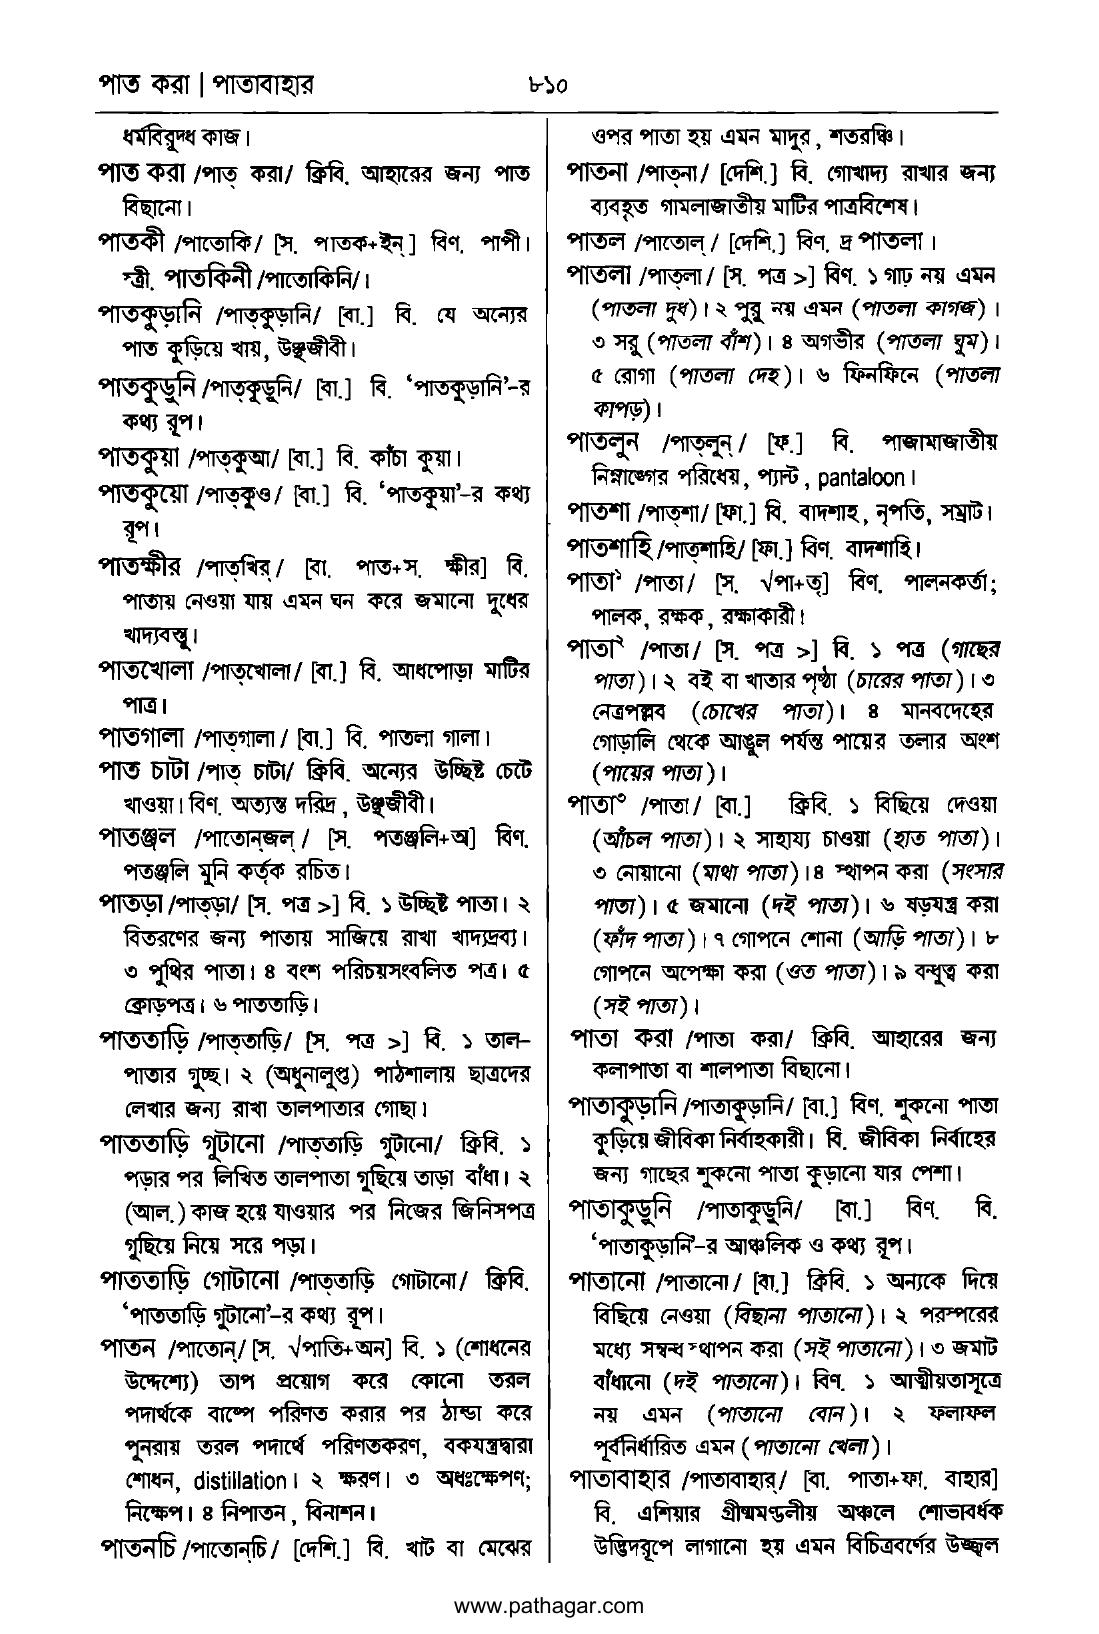 পাত করা | পাতাবাহার ৮১০
ধর্মবিরুদ্ধ কাজ।
পাত করা /পাত্ করা/ ক্রিবি. আহারের জন্য পাত
বিছানো।
পাতকী /পাতোকি/ [স. পাতক+ইন্] বিণ. পাপী।
স্ত্রী. পাতকিনী /পাতোকিনি/।
পাতকুড়ানি /পাত্‌কুড়ানি/ [বা.] বি. যে অন্যের
পাত কুড়িয়ে খায়, উঞ্ছজীবী।
পাতকুড়ুনি /পাত্‌কুড়ুনি/ [বা.] বি. ‘পাতকুড়ানি’-র
কথ্য রূপ।
পাতকুয়া /পাত্‌কুআ/ [বা.] বি. কাঁচা কুয়া।
পাতকুয়ো /পাত্‌কুও/ [বা.] বি. ‘পাতকুয়া’-র কথ্য
রূপ।
পাতক্ষীর /পাত্‌খির্/ [বা. পাত+স. ক্ষীর] বি.
পাতায় নেওয়া যায় এমন ঘন করে জমানো দুধের
খাদ্যবস্তু।
পাতখোলা /পাত্‌খোলা/ [বা.] বি. আধপোড়া মাটির
পাত্র।
পাতগালা /পাত্‌গালা/ [বা.] বি. পাতলা গালা।
পাত চাটা /পাত্ চাটা/ ক্রিবি. অন্যের উচ্ছিষ্ট চেটে
খাওয়া। বিণ. অত্যন্ত দরিদ্র, উঞ্ছজীবী।
পাতঞ্জল /পাতোন্‌জল্/ [স. পতঞ্জলি+অ] বিণ.
পতঞ্জলি মুনি কর্তৃক রচিত।
পাতড়া /পাত্‌ড়া/ [স. পত্র >] বি. ১ উচ্ছিষ্ট পাতা। ২
বিতরণের জন্য পাতায় সাজিয়ে রাখা খাদ্যদ্রব্য।
৩ পুথির পাতা। ৪ বংশ পরিচয়সংবলিত পত্র। ৫
ক্রোড়পত্র। ৬ পাততাড়ি।
পাততাড়ি /পাত্‌তাড়ি/ [স. পত্র >] বি. ১ তাল-
পাতার গুচ্ছ। ২ (অধুনালুপ্ত) পাঠশালায় ছাত্রদের
লেখার জন্য রাখা তালপাতার গোছা।
পাততাড়ি গুটানো /পাত্‌তাড়ি গুটানো/ ক্রিবি. ১
পড়ার পর লিখিত তালপাতা গুছিয়ে তাড়া বাঁধা। ২
(আল.) কাজ হয়ে যাওয়ার পর নিজের জিনিসপত্র
গুছিয়ে নিয়ে সরে পড়া।
পাততাড়ি গোটানো /পাত্‌তাড়ি গোটানো/ ক্রিবি.
‘পাততাড়ি গুটানো’-র কথ্য রূপ।
পাতন /পাতোন্/ [স. √পাতি+অন] বি. ১ (শোধনের
উদ্দেশ্যে) তাপ প্রয়োগ করে কোনো তরল
পদার্থকে বাষ্পে পরিণত করার পর ঠান্ডা করে
পুনরায় তরল পদার্থে পরিণতকরণ, বকযন্ত্রদ্বারা
শোধন, distillation। ২ ক্ষরণ। ৩ অধঃক্ষেপণ;
নিক্ষেপ। ৪ নিপাতন, বিনাশন।
পাতনচি /পাতোন্‌চি/ [দেশি.] বি. খাট বা মেঝের
ওপর পাতা হয় এমন মাদুর, শতরঞ্চি।
পাতনা /পাত্‌না/ [দেশি.] বি. গোখাদ্য রাখার জন্য
ব্যবহৃত গামলাজাতীয় মাটির পাত্রবিশেষ।
পাতল /পাতোল্/ [দেশি.] বিণ. দ্র পাতলা।
পাতলা /পাত্‌লা/ [স. পত্র >] বিণ. ১ গাঢ় নয় এমন
(পাতলা দুধ)। ২ পুরু নয় এমন (পাতলা কাগজ)।
৩ সরু (পাতলা বাঁশ)। ৪ অগভীর (পাতলা ঘুম)।
৫ রোগা (পাতলা দেহ)। ৬ ফিনফিনে (পাতলা
কাপড়)।
পাতলুন /পাত্‌লুন্/ [ফ.] বি. পাজামাজাতীয়
নিম্নাঙ্গের পরিধেয়, প্যান্ট, pantaloon।
পাতশা /পাত্‌শা/ [ফা.] বি. বাদশাহ, নৃপতি, সম্রাট।
পাতশাহি /পাত্‌শাহি/ [ফা.] বিণ. বাদশাহি।
পাতা১ /পাতা/ [স. √পা+তৃ] বিণ. পালনকর্তা;
পালক, রক্ষক, রক্ষাকারী।
পাতা২ /পাতা/ [স. পত্র >] বি. ১ পত্র (গাছের
পাতা)। ২ বই বা খাতার পৃষ্ঠা (চারের পাতা)। ৩
নেত্রপল্লব (চোখের পাতা)। ৪ মানবদেহের
গোড়ালি থেকে আঙুল পর্যন্ত পায়ের তলার অংশ
(পায়ের পাতা)।
পাতা৩ /পাতা/ [বা.] ক্রিবি. ১ বিছিয়ে দেওয়া
(আঁচল পাতা)। ২ সাহায্য চাওয়া (হাত পাতা)।
৩ নোয়ানো (মাথা পাতা)। ৪ স্থাপন করা (সংসার
পাতা)। ৫ জমানো (দই পাতা)। ৬ ষড়যন্ত্র করা
(ফাঁদ পাতা)। ৭ গোপনে শোনা (আড়ি পাতা)। ৮
গোপনে অপেক্ষা করা (ওত পাতা)। ৯ বন্ধুত্ব করা
(সই পাতা)।
পাতা করা /পাতা করা/ ক্রিবি. আহারের জন্য
কলাপাতা বা শালপাতা বিছানো।
পাতাকুড়ানি /পাতাকুড়ানি/ [বা.] বিণ. শুকনো পাতা
কুড়িয়ে জীবিকা নির্বাহকারী। বি. জীবিকা নির্বাহের
জন্য গাছের শুকনো পাতা কুড়ানো যার পেশা।
পাতাকুড়ুনি /পাতাকুড়ুনি/ [বা.] বিণ. বি.
‘পাতাকুড়ানি’-র আঞ্চলিক ও কথ্য রূপ।
পাতানো /পাতানো/ [বা.] ক্রিবি. ১ অন্যকে দিয়ে
বিছিয়ে নেওয়া (বিছানা পাতানো)। ২ পরস্পরের
মধ্যে সম্বন্ধ স্থাপন করা (সই পাতানো)। ৩ জমাট
বাঁধানো (দই পাতানো)। বিণ. ১ আত্মীয়তাসূত্রে
নয় এমন (পাতানো বোন)। ২ ফলাফল
পূর্বনির্ধারিত এমন (পাতানো খেলা)।
পাতাবাহার /পাতাবাহার্/ [বা. পাতা+ফা. বাহার]
বি. এশিয়ার গ্রীষ্মমণ্ডলীয় অঞ্চলে শোভাবর্ধক
উদ্ভিদরূপে লাগানো হয় এমন বিচিত্রবর্ণের উজ্জ্বল
www.pathagar.com